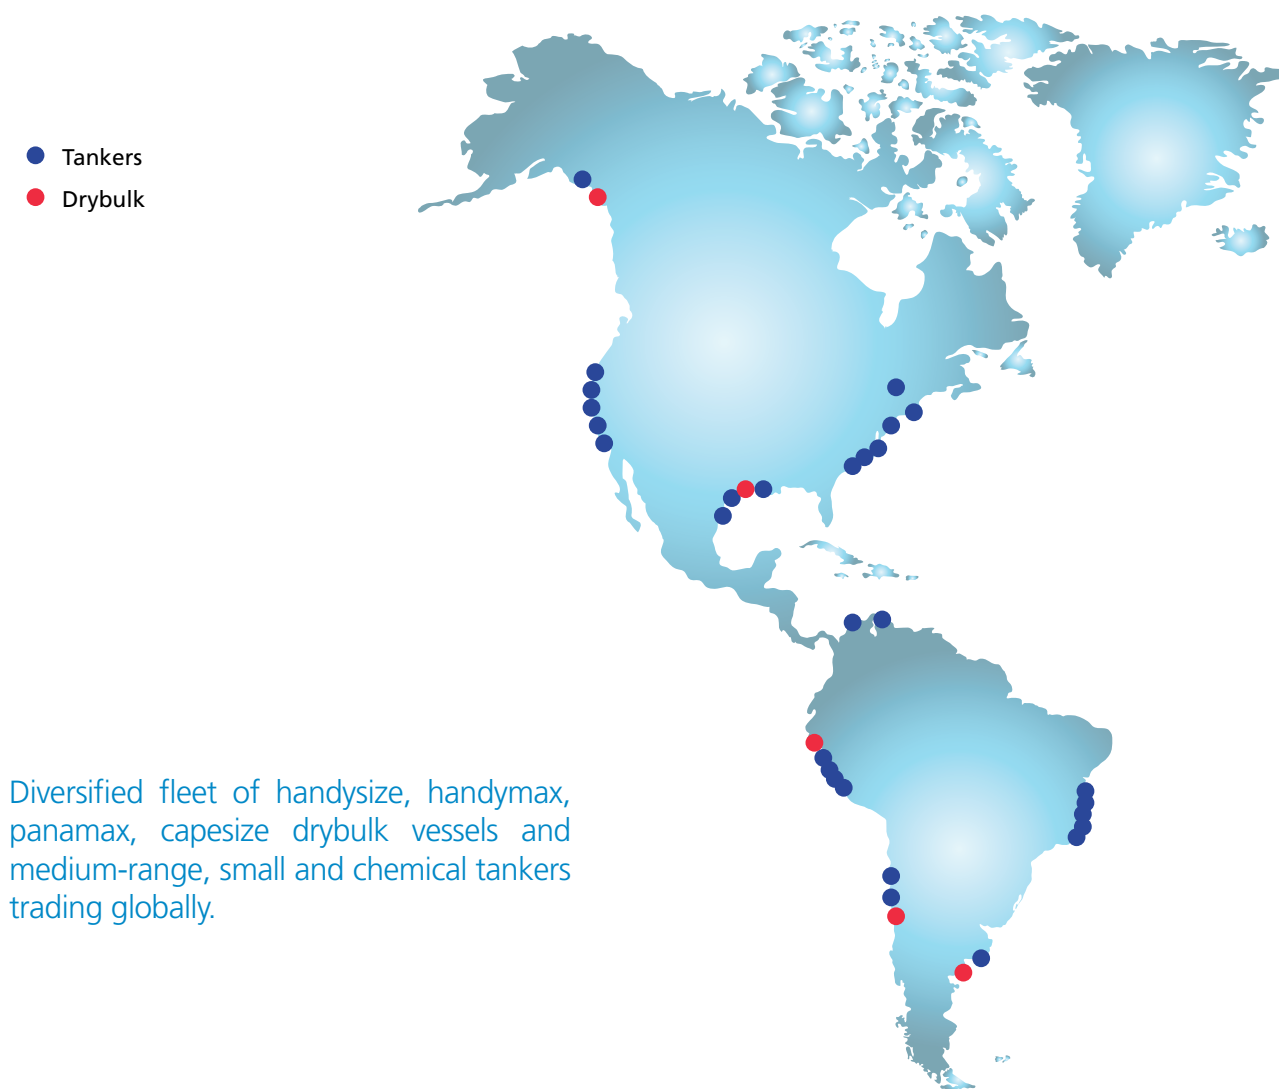 Tankers
Drybulk
Diversified fleet of handysize, handymax,
panamax, capesize drybulk vessels and
medium-range, small and chemical tankers
trading globally.